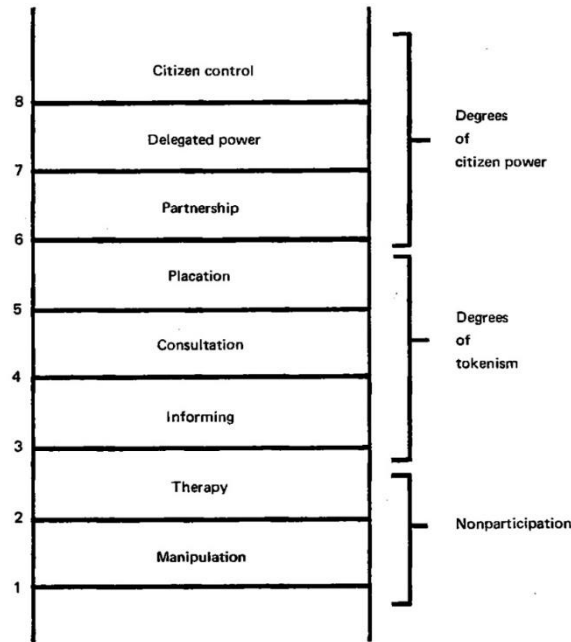 Citizen control
8
Delegated power
7
Partnership
6
Placation
5
Consultation
4
Informing
3
Therapy
2
Manipulation
1
Degrees
of
citizen power
Degrees
of
tokenism
Nonparticipation